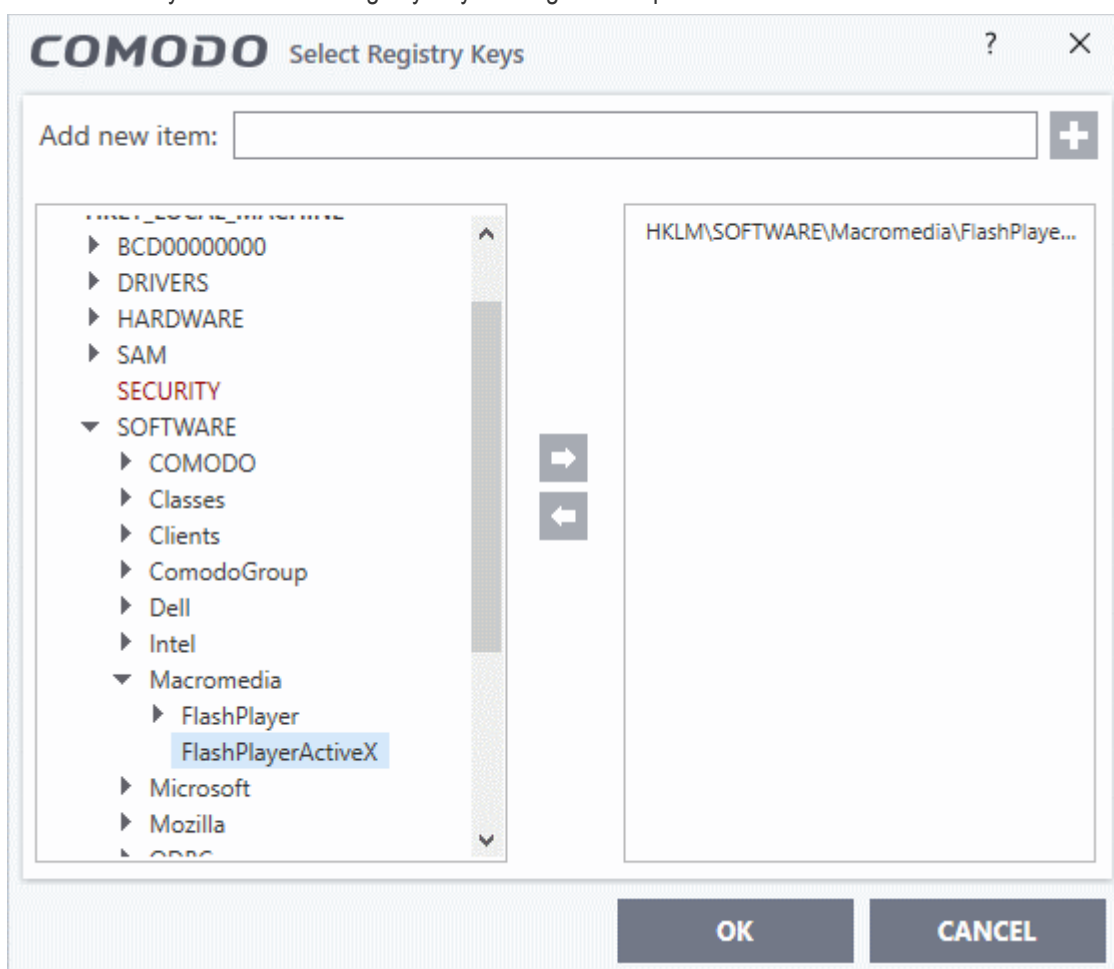 COMODO Select Registry Keys ? ×
Add new item:
BCD00000000
DRIVERS
HARDWARE
SAM
SECURITY
SOFTWARE
COMODO
Classes
Clients
ComodoGroup
Dell
Intel
Macromedia
FlashPlayer
FlashPlayerActiveX
Microsoft
Mozilla
HKLM\SOFTWARE\Macromedia\FlashPlaye...
OK
CANCEL